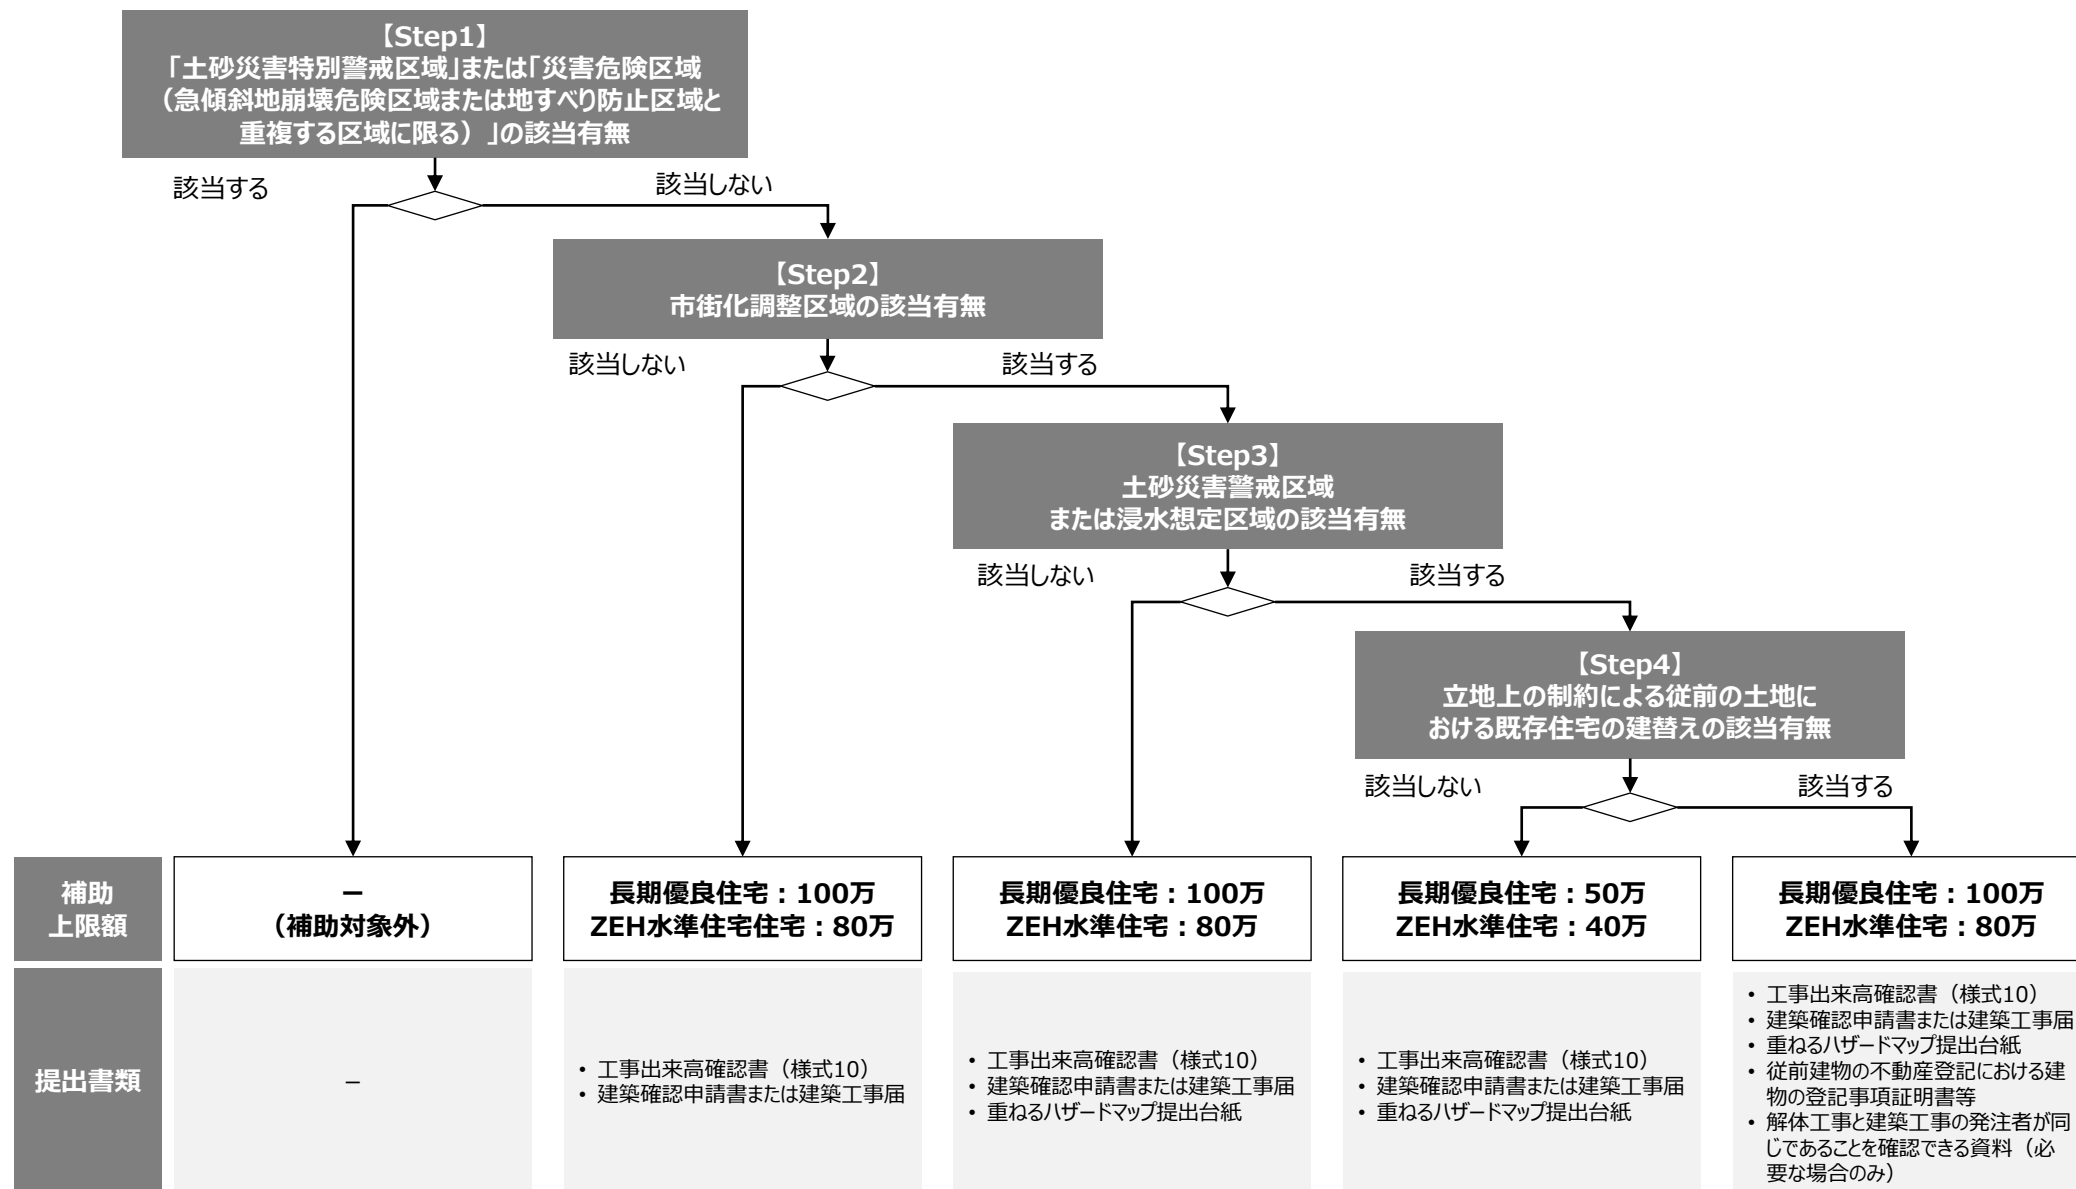 【Step1】
「土砂災害特別警戒区域」または「災害危険区域
（急傾斜地崩壊危険区域または地すべり防止区域と
重複する区域に限る）」の該当有無
該当する
該当しない
【Step2】
市街化調整区域の該当有無
該当しない
該当する
【Step3】
土砂災害警戒区域
または浸水想定区域の該当有無
該当しない
該当する
【Step4】
立地上の制約による従前の土地に
おける既存住宅の建替えの該当有無
該当しない
該当する
補助
上限額
－
（補助対象外）
長期優良住宅：100万
ZEH水準住宅住宅：80万
長期優良住宅：100万
ZEH水準住宅：80万
長期優良住宅：50万
ZEH水準住宅：40万
長期優良住宅：100万
ZEH水準住宅：80万
提出書類
－
• 工事出来高確認書（様式10）
• 建築確認申請書または建築工事届
• 工事出来高確認書（様式10）
• 建築確認申請書または建築工事届
• 重ねるハザードマップ提出台紙
• 工事出来高確認書（様式10）
• 建築確認申請書または建築工事届
• 重ねるハザードマップ提出台紙
• 工事出来高確認書（様式10）
• 建築確認申請書または建築工事届
• 重ねるハザードマップ提出台紙
• 従前建物の不動産登記における建
物の登記事項証明書等
• 解体工事と建築工事の発注者が同
じであることを確認できる資料（必
要な場合のみ）